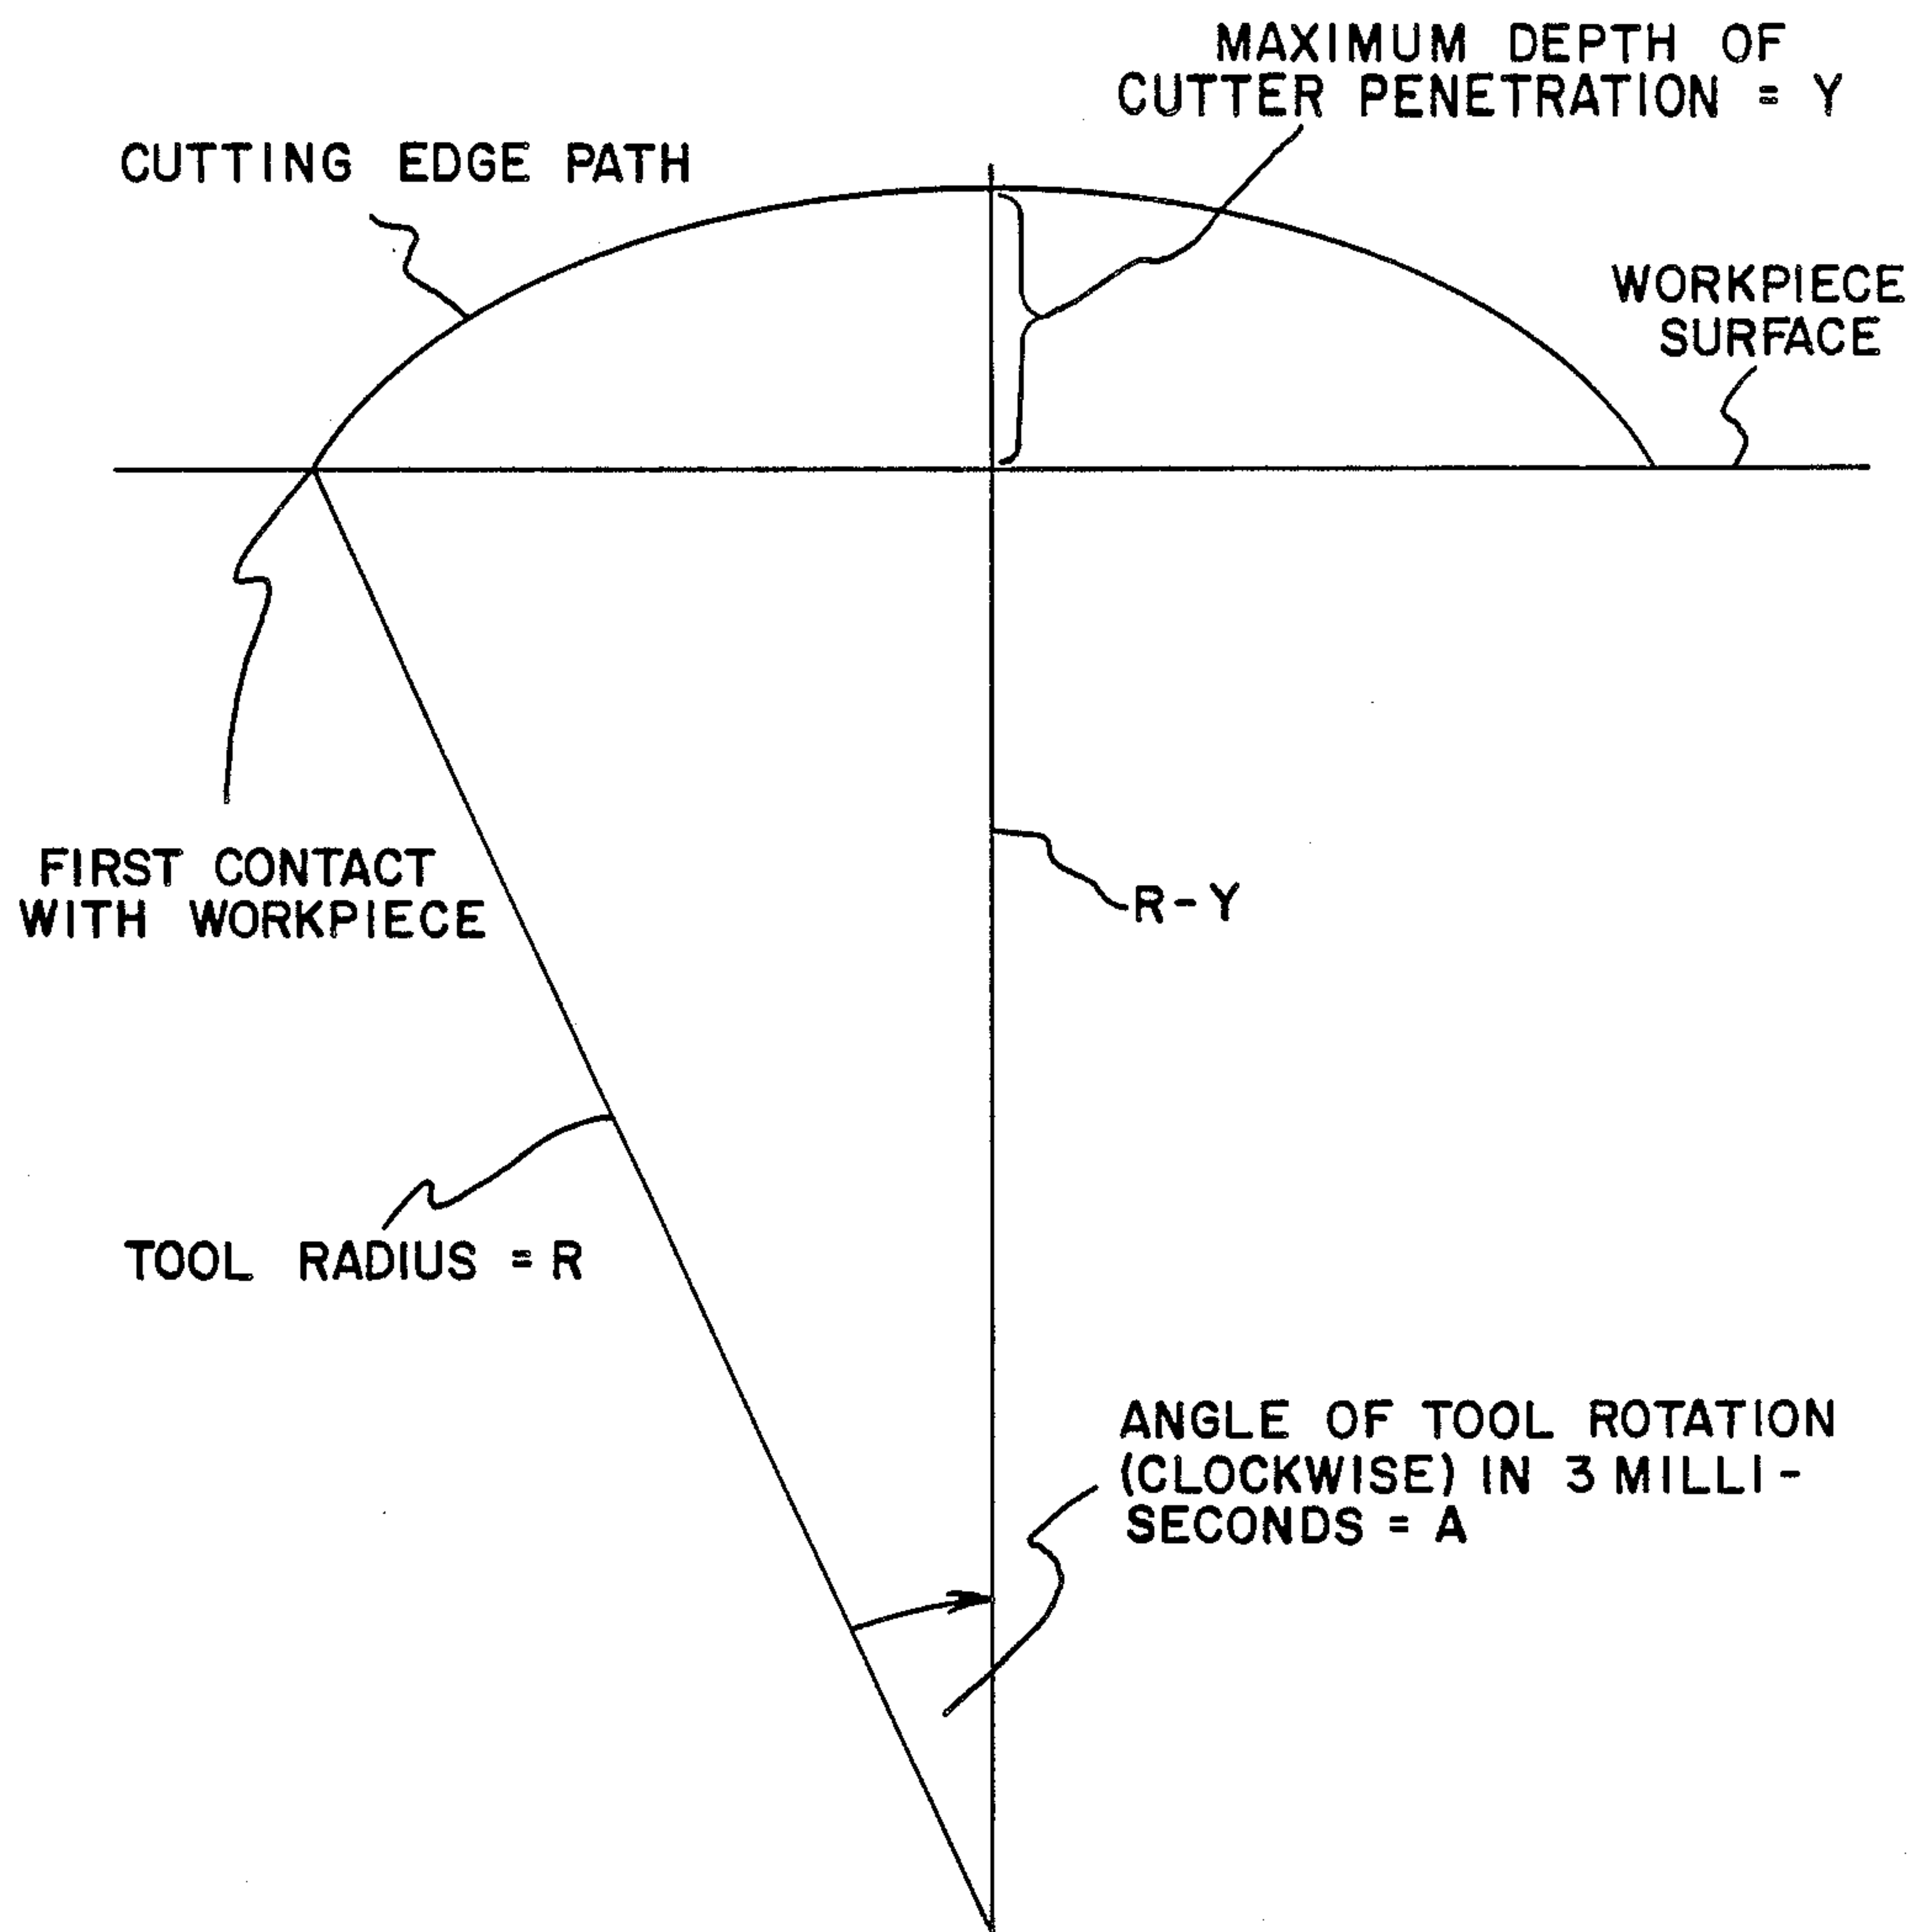 MAXIMUM DEPTH OF
CUTTER PENETRATION = Y
CUTTING EDGE PATH
WORKPIECE
SURFACE
FIRST CONTACT
WITH WORKPIECE
R-Y
TOOL RADIUS = R
ANGLE OF TOOL ROTATION
(CLOCKWISE) IN 3 MILLI-
SECONDS = A